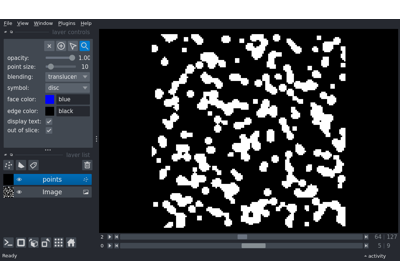 File View Window Plugins Help
layer controls
opacity: 1.00
point size: 10
blending: translucen
symbol: disc
face color: blue
edge color: black
display text:
out of slice:
layer list
points
Image
2 64 127
0 5 9
Ready activity